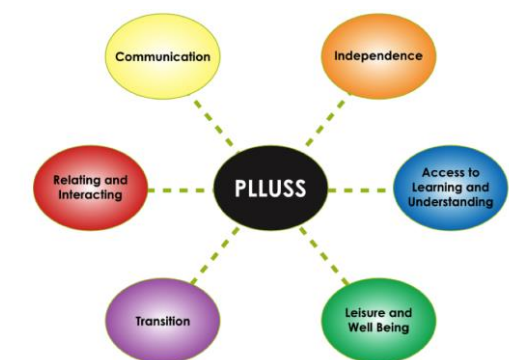 Communication
Independence
Relating and
Interacting
PLLUSS
Access to
Learning and
Understanding
Transition
Leisure and
Well Being